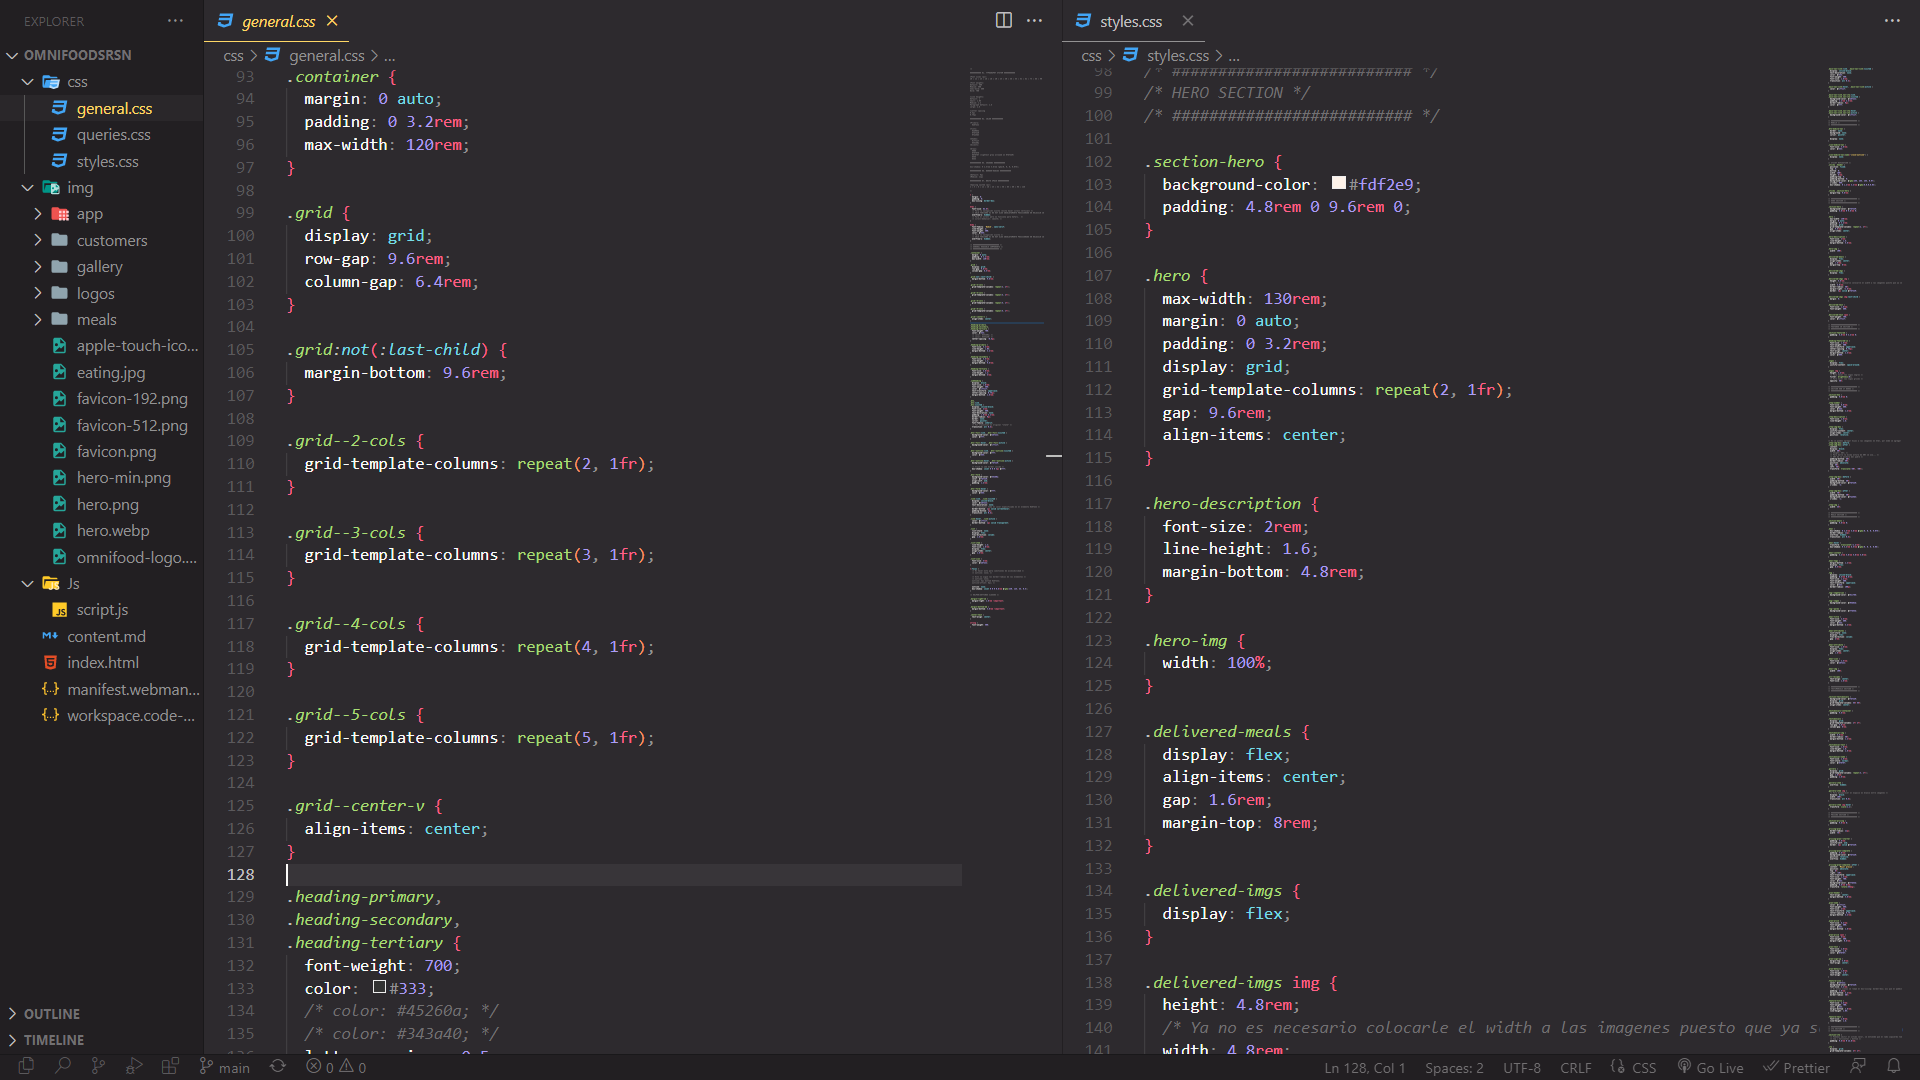 EXPLORER
OMNIFOODSRSN
css
general.css
queries.css
styles.css
img
app
customers
gallery
logos
meals
apple-touch-ico...
eating.jpg
favicon-192.png
favicon-512.png
favicon.png
hero-min.png
hero.png
hero.webp
omnifood-logo....
Js
script.js
content.md
index.html
manifest.webman...
workspace.code-...
OUTLINE
TIMELINE
general.css
css > general.css > ...
93 .container {
94 margin: 0 auto;
95 padding: 0 3.2rem;
96 max-width: 120rem;
97 }
98
99 .grid {
100 display: grid;
101 row-gap: 9.6rem;
102 column-gap: 6.4rem;
103 }
104
105 .grid:not(:last-child) {
106 margin-bottom: 9.6rem;
107 }
108
109 .grid--2-cols {
110 grid-template-columns: repeat(2, 1fr);
111 }
112
113 .grid--3-cols {
114 grid-template-columns: repeat(3, 1fr);
115 }
116
117 .grid--4-cols {
118 grid-template-columns: repeat(4, 1fr);
119 }
120
121 .grid--5-cols {
122 grid-template-columns: repeat(5, 1fr);
123 }
124
125 .grid--center-v {
126 align-items: center;
127 }
128
129 .heading-primary,
130 .heading-secondary,
131 .heading-tertiary {
132 font-weight: 700;
133 color: #333;
134 /* color: #45260a; */
135 /* color: #343a40; */
styles.css
css > styles.css > ...
98 /* ########################## */
99 /* HERO SECTION */
100 /* ########################## */
101
102 .section-hero {
103 background-color: #fdf2e9;
104 padding: 4.8rem 0 9.6rem 0;
105 }
106
107 .hero {
108 max-width: 130rem;
109 margin: 0 auto;
110 padding: 0 3.2rem;
111 display: grid;
112 grid-template-columns: repeat(2, 1fr);
113 gap: 9.6rem;
114 align-items: center;
115 }
116
117 .hero-description {
118 font-size: 2rem;
119 line-height: 1.6;
120 margin-bottom: 4.8rem;
121 }
122
123 .hero-img {
124 width: 100%;
125 }
126
127 .delivered-meals {
128 display: flex;
129 align-items: center;
130 gap: 1.6rem;
131 margin-top: 8rem;
132 }
133
134 .delivered-imgs {
135 display: flex;
136 }
137
138 .delivered-imgs img {
139 height: 4.8rem;
140 /* Ya no es necesario colocarle el width a las imagenes puesto que ya s
141 width: 4.8rem;
main 0 0 Ln 128, Col 1 Spaces: 2 UTF-8 CRLF CSS Go Live Prettier